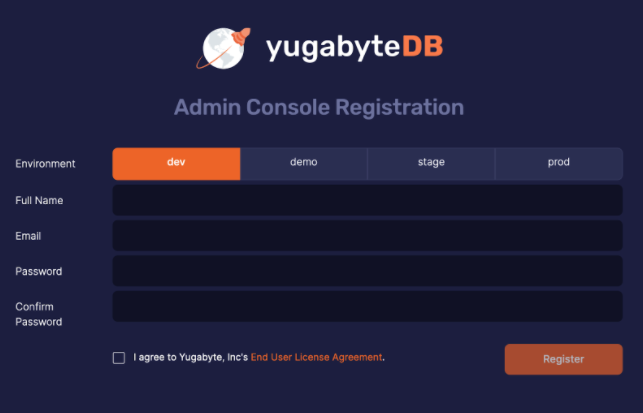 yugabyteDB
Admin Console Registration
Environment
dev demo stage prod
Full Name
Email
Password
Confirm
Password
I agree to Yugabyte, Inc's End User License Agreement.
Register